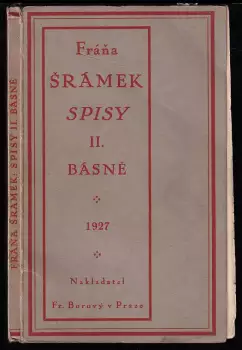 FRÁŇA ŠRÁMEK: SPISY II. BÁSNĚ
Fráňa
ŠRÁMEK
SPISY
II.
BÁSNĚ
1927
Nakladatel
Fr. Borový v Praze